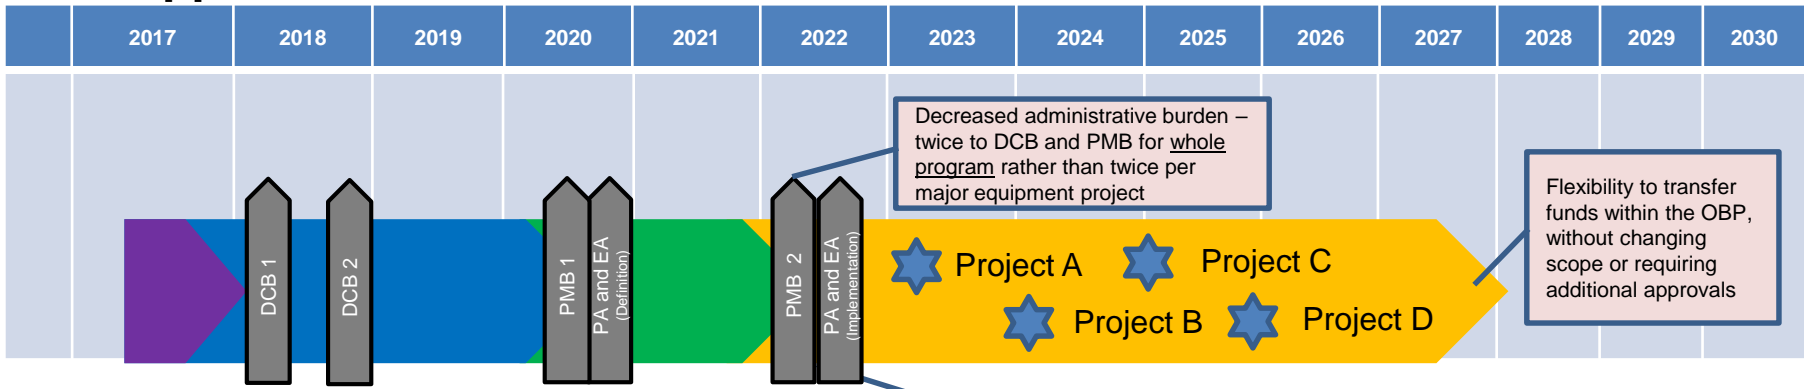 2017 2018 2019 2020 2021 2022 2023 2024 2025 2026 2027 2028 2029 2030
Decreased administrative burden –
twice to DCB and PMB for whole
program rather than twice per
major equipment project
Flexibility to transfer
funds within the OBP,
without changing
scope or requiring
additional approvals
DCB 1
DCB 2
PMB 1
PA and EA
(Definition)
PMB 2
PA and EA
(Implementation)
Project A
Project C
Project B
Project D